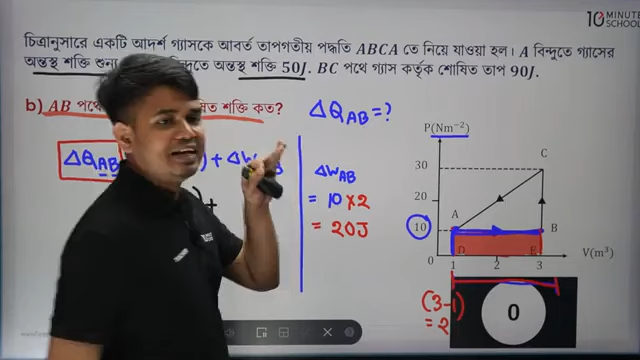 10 MINUTE SCHOOL
চিত্রানুসারে একটি আদর্শ গ্যাসকে আবর্ত তাপগতীয় পদ্ধতি ABCA তে নিয়ে যাওয়া হল। A বিন্দুতে গ্যাসের
অন্তস্থ শক্তি শূন্য অন্তস্থ শক্তি 50J. BC পথে গ্যাস কর্তৃক শোষিত তাপ 90J.
b) AB পথে শোষিত শক্তি কত?
ΔQAB = ?
ΔQAB ) + ΔW
) +
ΔWAB
= 10 × 2
= 20J
P(Nm⁻²)
30
20
10
0
A
B
C
D
E
1
2
3
V(m³)
(3-1)
= 2
0